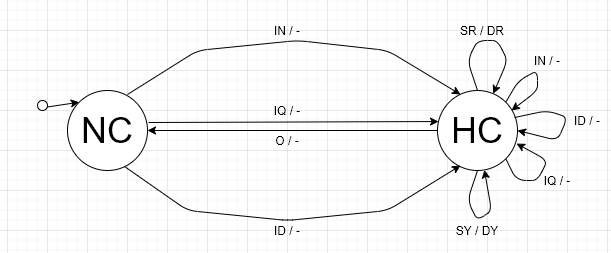 IN / -
SR / DR
IN / -
NC
IQ / -
O / -
HC
ID / -
IQ / -
ID / -
SY / DY